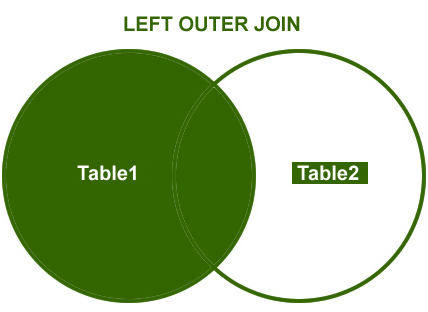 LEFT OUTER JOIN
Table1
Table2